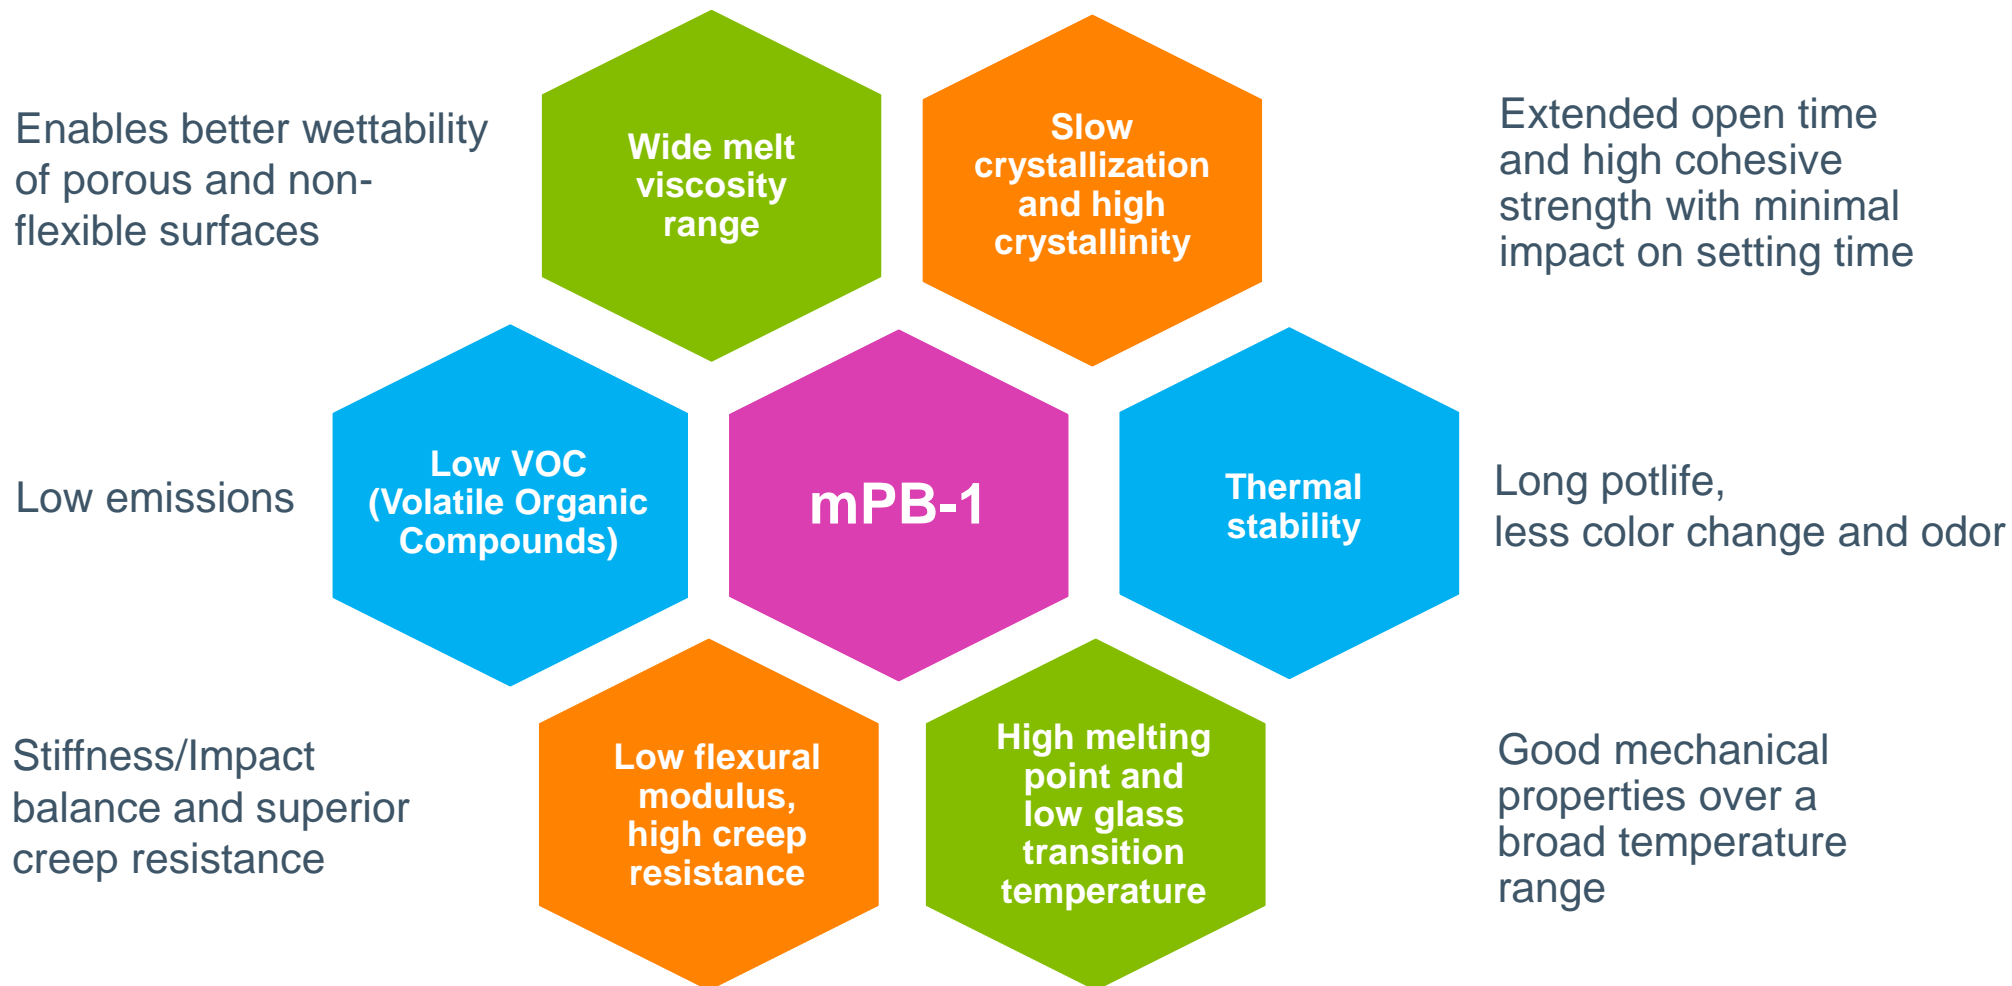 Enables better wettability
of porous and non-
flexible surfaces
Wide melt
viscosity
range
Slow
crystallization
and high
crystallinity
Extended open time
and high cohesive
strength with minimal
impact on setting time
Low emissions
Low VOC
(Volatile Organic
Compounds)
mPB-1
Thermal
stability
Long potlife,
less color change and odor
Stiffness/Impact
balance and superior
creep resistance
Low flexural
modulus,
high creep
resistance
High melting
point and
low glass
transition
temperature
Good mechanical
properties over a
broad temperature
range